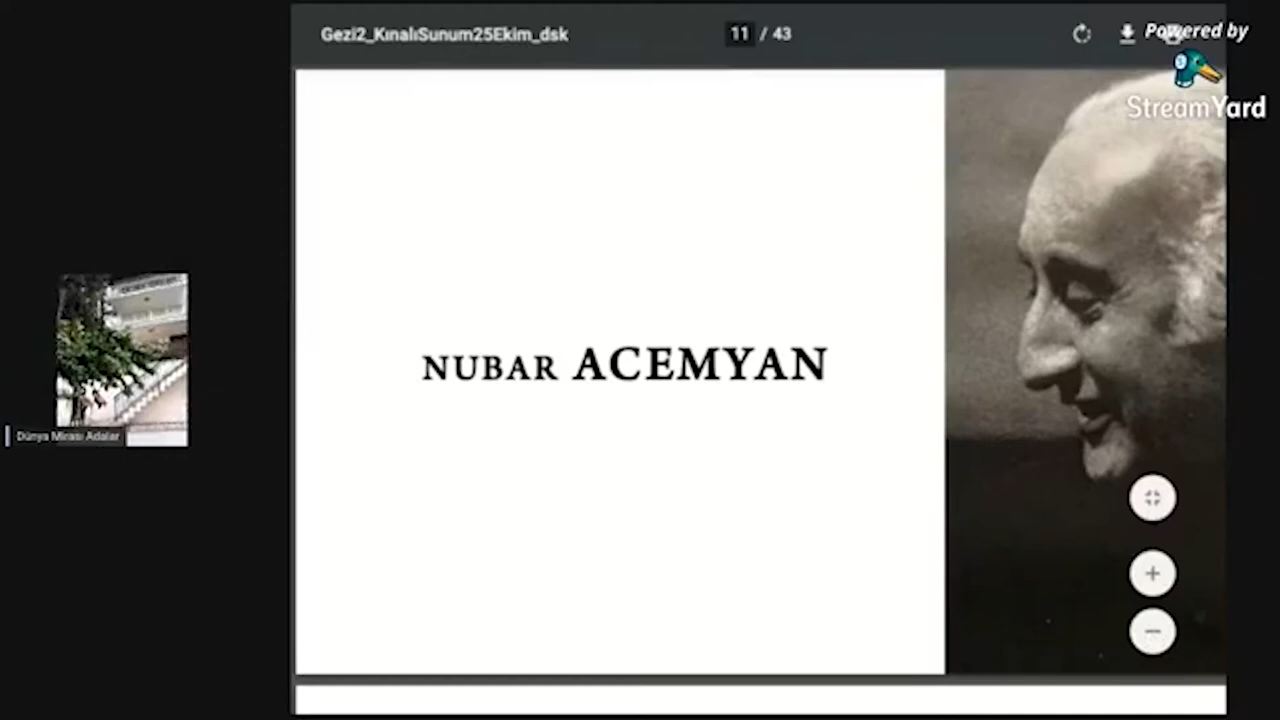 Gezi2_KınalıSunum25Ekim_dsk
11 / 43
Powered by
StreamYard
NUBAR ACEMYAN
Dünya Mirası Adalar